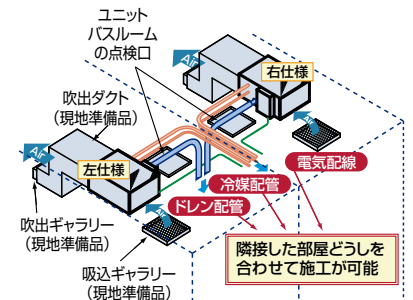 ユニット
バスルーム
の点検口
Air
右仕様
吹出ダクト
（現地準備品）
Air
Air
左仕様
電気配線
冷媒配管
ドレン配管
Air
吹出ギャラリー
（現地準備品）
吸込ギャラリー
（現地準備品）
隣接した部屋どうしを
合わせて施工が可能